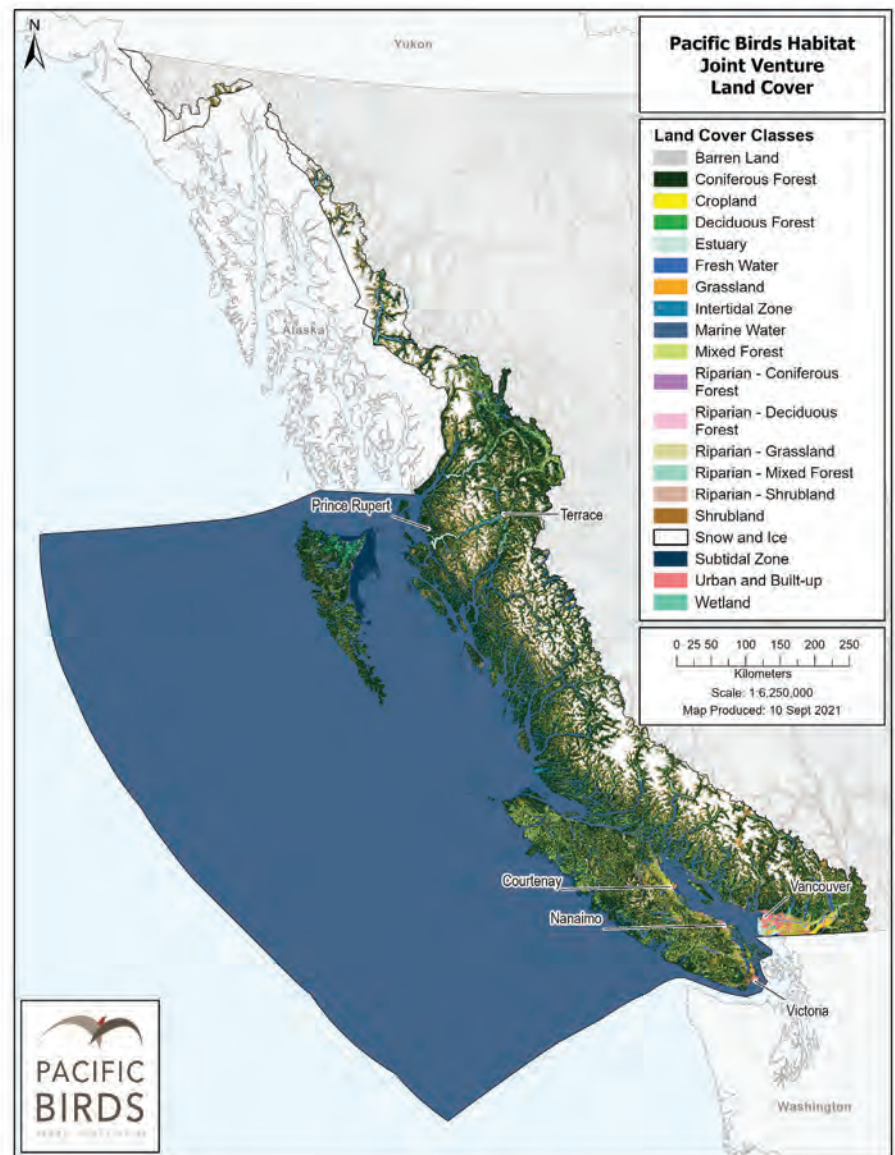 N
Yukon
Pacific Birds Habitat
Joint Venture
Land Cover
Land Cover Classes
Barren Land
Coniferous Forest
Cropland
Deciduous Forest
Estuary
Fresh Water
Grassland
Intertidal Zone
Marine Water
Mixed Forest
Riparian - Coniferous
Forest
Riparian - Deciduous
Forest
Riparian - Grassland
Riparian - Mixed Forest
Riparian - Shrubland
Shrubland
Snow and Ice
Subtidal Zone
Urban and Built-up
Wetland
0 25 50 100 150 200 250
Kilometers
Scale: 1:6,250,000
Map Produced: 10 Sept 2021
Alaska
Prince Rupert
Terrace
Courtenay
Vancouver
Nanaimo
Victoria
Washington
PACIFIC
BIRDS